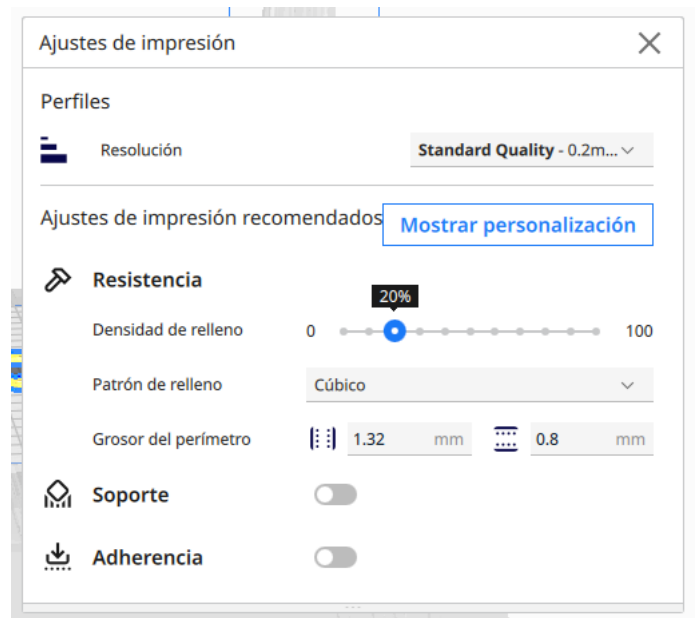 Ajustes de impresión
Perfiles
Resolución Standard Quality - 0.2m...
Ajustes de impresión recomendados Mostrar personalización
Resistencia
20%
Densidad de relleno 0 100
Patrón de relleno Cúbico
Grosor del perímetro 1.32 mm 0.8 mm
Soporte
Adherencia